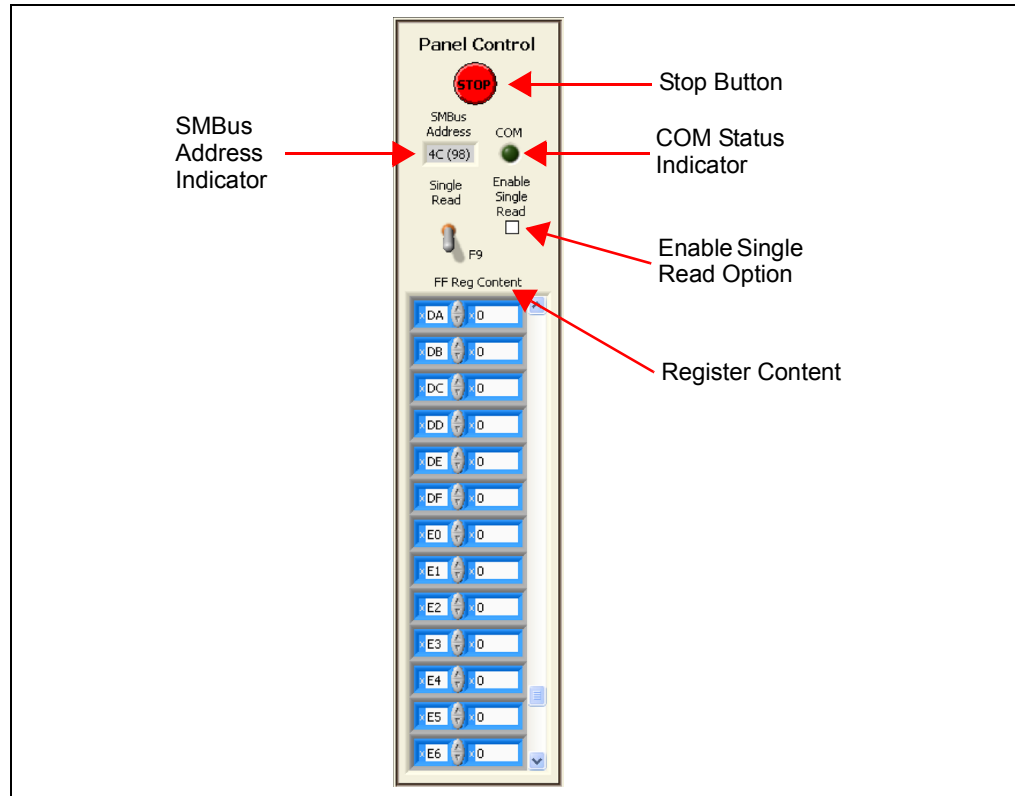 Panel Control
STOP
Stop Button
SMBus
Address
COM
4C (98)
SMBus
Address
Indicator
COM Status
Indicator
Single
Read
Enable
Single
Read
F9
Enable Single
Read Option
FF Reg Content
Register Content
x DA x 0
x DB x 0
x DC x 0
x DD x 0
x DE x 0
x DF x 0
x E0 x 0
x E1 x 0
x E2 x 0
x E3 x 0
x E4 x 0
x E5 x 0
x E6 x 0